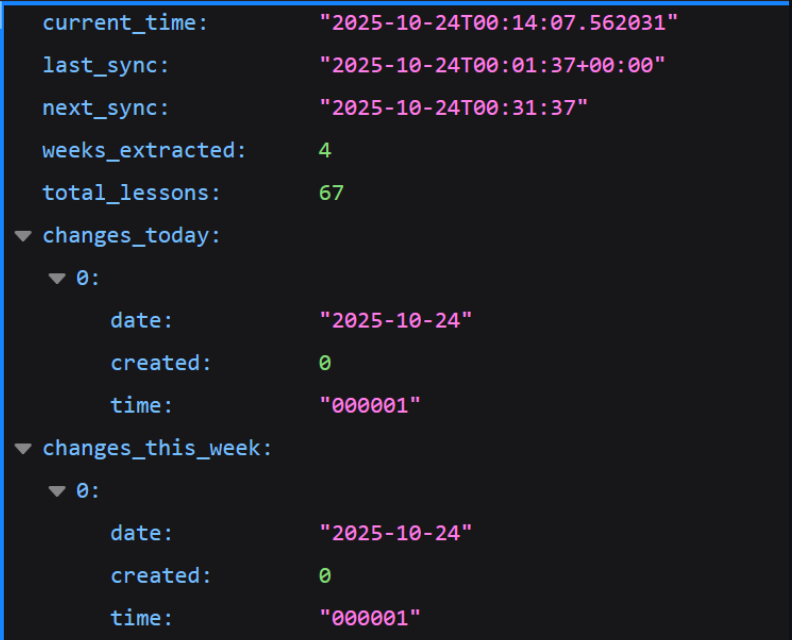 current_time: "2025-10-24T00:14:07.562031"
last_sync: "2025-10-24T00:01:37+00:00"
next_sync: "2025-10-24T00:31:37"
weeks_extracted: 4
total_lessons: 67
changes_today:
0:
date: "2025-10-24"
created: 0
time: "000001"
changes_this_week:
0:
date: "2025-10-24"
created: 0
time: "000001"